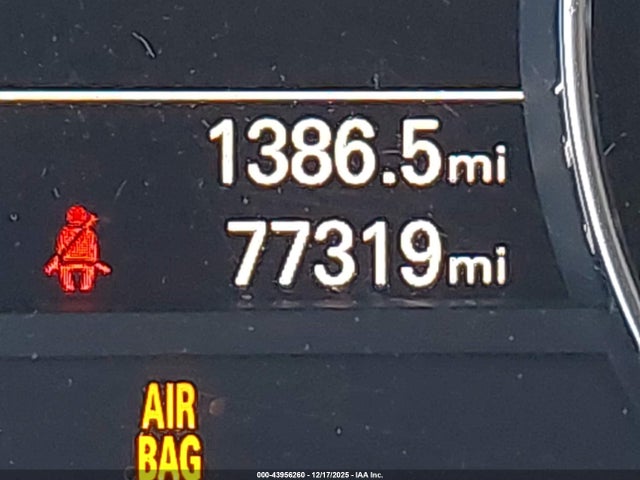 1386.5mi
77319mi
AIR
BAG
000-43956260 - 12/17/2025 - IAA Inc.